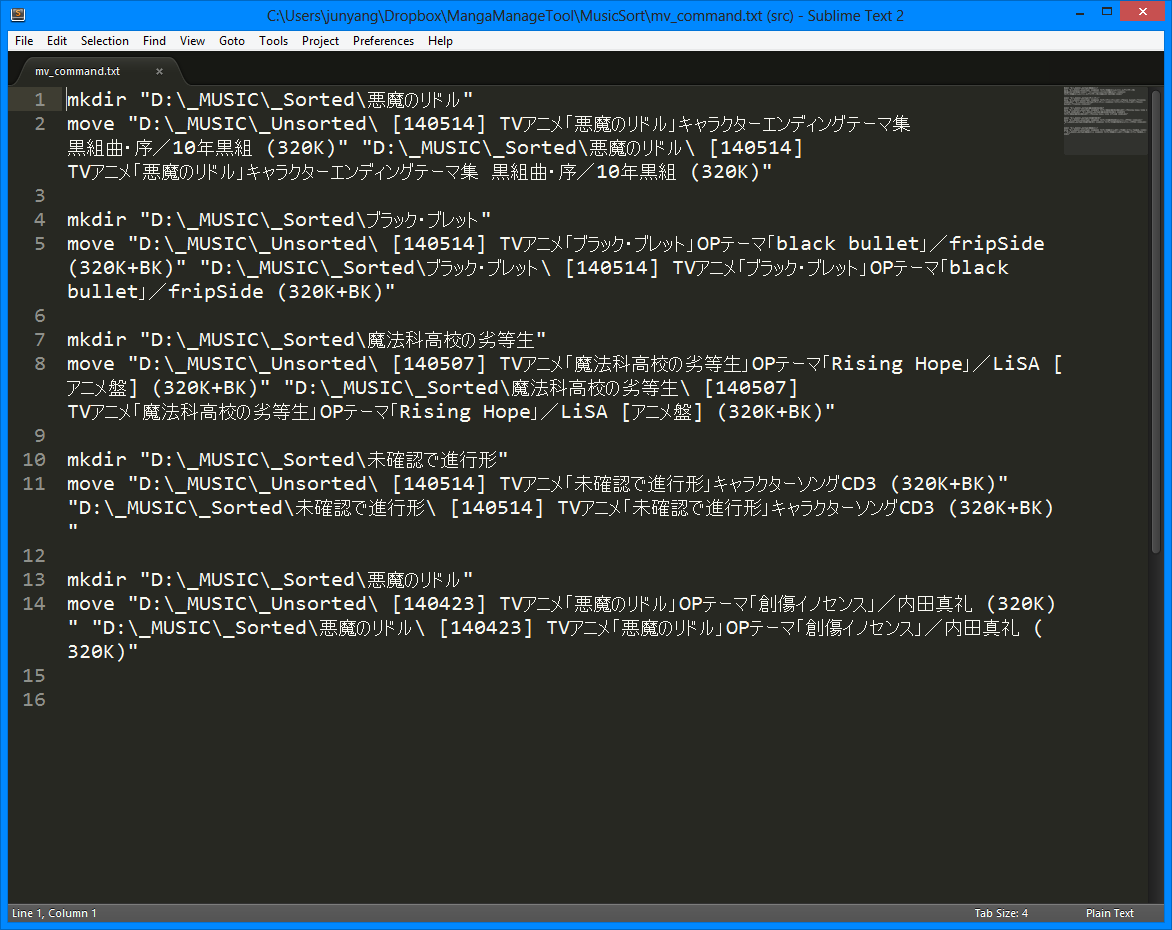 C:\Users\junyang\Dropbox\MangaManageTool\MusicSort\mv_command.txt (src) - Sublime Text 2
File Edit Selection Find View Goto Tools Project Preferences Help
mv_command.txt ×
1 mkdir "D:\_MUSIC\_Sorted\悪魔のリドル"
2 move "D:\_MUSIC\_Unsorted\ [140514] TVアニメ「悪魔のリドル」キャラクターエンディングテーマ集
黒組曲・序／10年黒組 (320K)" "D:\_MUSIC\_Sorted\悪魔のリドル\ [140514]
TVアニメ「悪魔のリドル」キャラクターエンディングテーマ集 黒組曲・序／10年黒組 (320K)"
3
4 mkdir "D:\_MUSIC\_Sorted\ブラック・ブレット"
5 move "D:\_MUSIC\_Unsorted\ [140514] TVアニメ「ブラック・ブレット」OPテーマ「black bullet」／fripSide
(320K+BK)" "D:\_MUSIC\_Sorted\ブラック・ブレット\ [140514] TVアニメ「ブラック・ブレット」OPテーマ「black
bullet」／fripSide (320K+BK)"
6
7 mkdir "D:\_MUSIC\_Sorted\魔法科高校の劣等生"
8 move "D:\_MUSIC\_Unsorted\ [140507] TVアニメ「魔法科高校の劣等生」OPテーマ「Rising Hope」／LiSA [
アニメ盤] (320K+BK)" "D:\_MUSIC\_Sorted\魔法科高校の劣等生\ [140507]
TVアニメ「魔法科高校の劣等生」OPテーマ「Rising Hope」／LiSA [アニメ盤] (320K+BK)"
9
10 mkdir "D:\_MUSIC\_Sorted\未確認で進行形"
11 move "D:\_MUSIC\_Unsorted\ [140514] TVアニメ「未確認で進行形」キャラクターソングCD3 (320K+BK)"
"D:\_MUSIC\_Sorted\未確認で進行形\ [140514] TVアニメ「未確認で進行形」キャラクターソングCD3 (320K+BK)
"
12
13 mkdir "D:\_MUSIC\_Sorted\悪魔のリドル"
14 move "D:\_MUSIC\_Unsorted\ [140423] TVアニメ「悪魔のリドル」OPテーマ「創傷イノセンス」／内田真礼 (320K)
" "D:\_MUSIC\_Sorted\悪魔のリドル\ [140423] TVアニメ「悪魔のリドル」OPテーマ「創傷イノセンス」／内田真礼 (
320K)"
15
16
Line 1, Column 1 Tab Size: 4 Plain Text